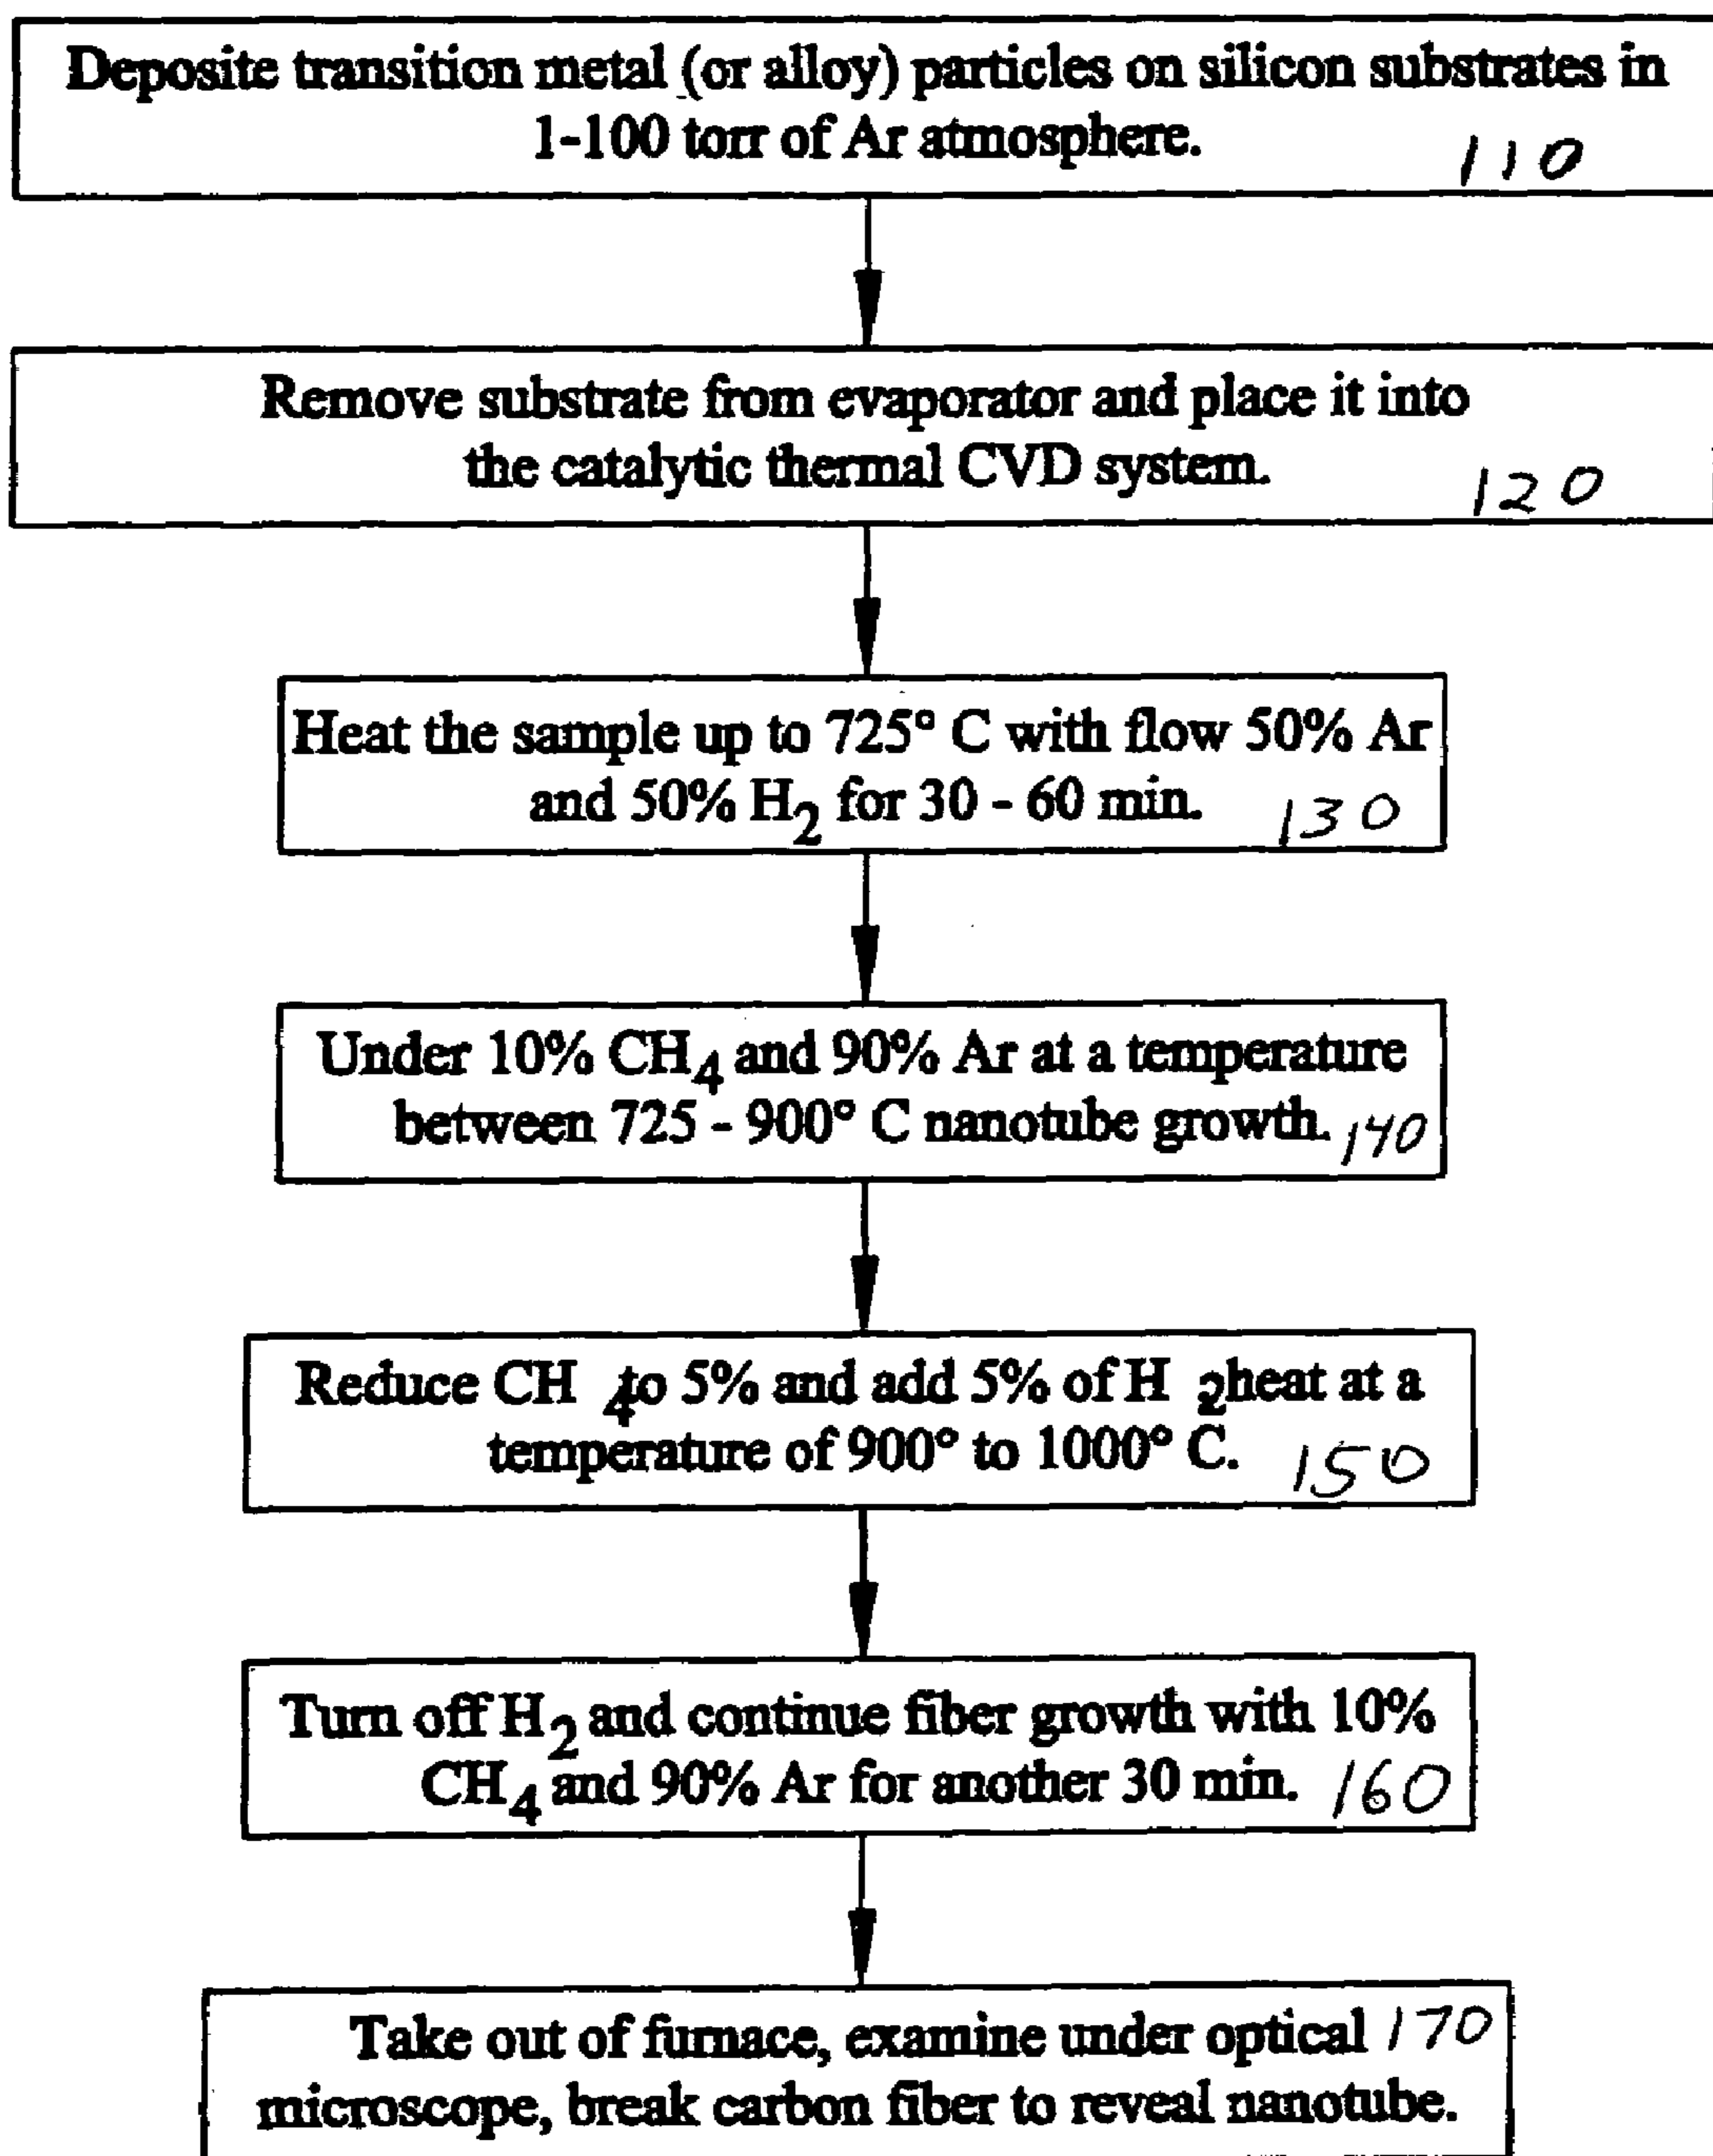 Deposite transition metal (or alloy) particles on silicon substrates in
1-100 torr of Ar atmosphere.
110
Remove substrate from evaporator and place it into
the catalytic thermal CVD system.
120
Heat the sample up to 725° C with flow 50% Ar
and 50% H2 for 30 - 60 min.
130
Under 10% CH4 and 90% Ar at a temperature
between 725 - 900° C nanotube growth.
140
Reduce CH 4to 5% and add 5% of H 2heat at a
temperature of 900° to 1000° C.
150
Turn off H2 and continue fiber growth with 10%
CH4 and 90% Ar for another 30 min.
160
Take out of furnace, examine under optical 170
microscope, break carbon fiber to reveal nanotube.